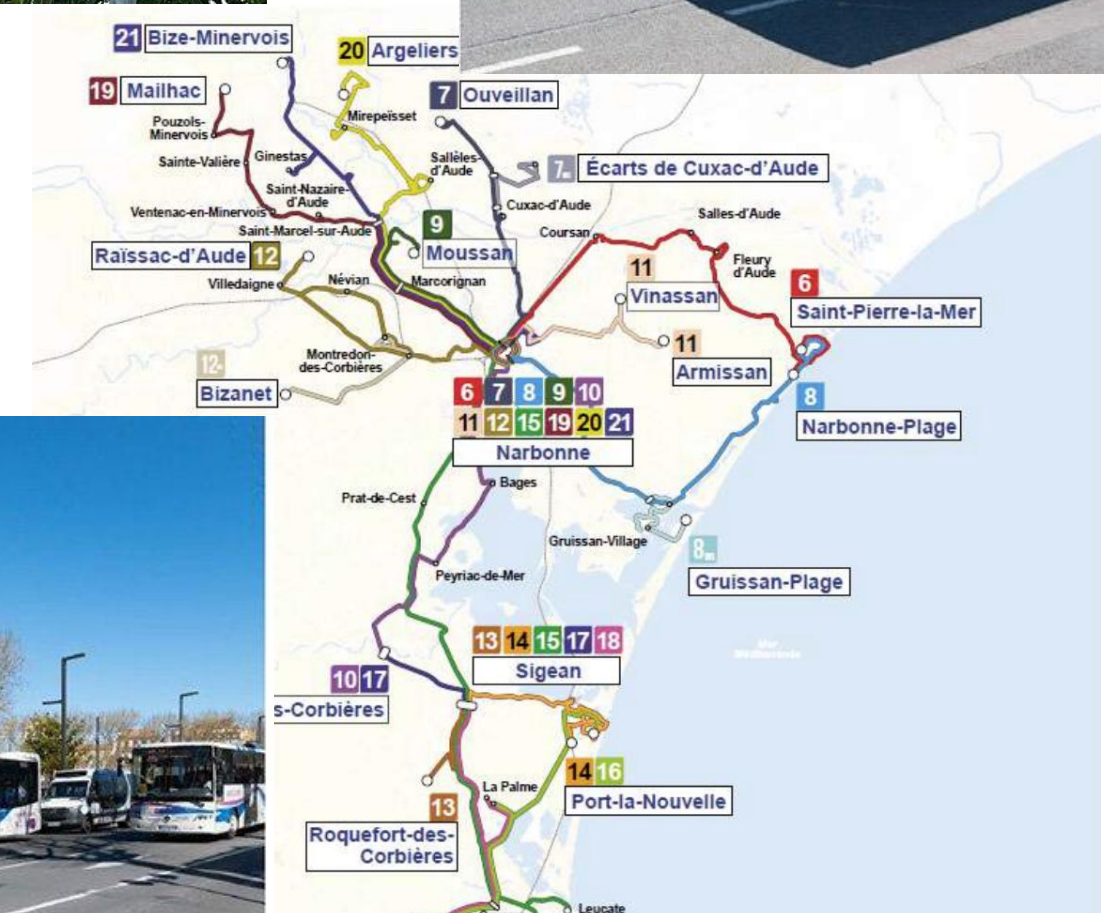 21 Bize-Minervois
20 Argeliers
19 Mailhac
7 Ouveillan
Pouzols-
Minervois
Mirepeïsset
Sainte-Valière
Ginestas
Sallèles-
d'Aude
7m Écarts de Cuxac-d'Aude
Saint-Nazaire-
d'Aude
Cuxac-d'Aude
Ventenac-en-Minervois
Salles-d'Aude
Saint-Marcel-sur-Aude
9
Moussan
Coursan
Raïssac-d'Aude 12
Fleury
d'Aude
11
Vinassan
Villedaigne
Névian
Marcorignan
6
Saint-Pierre-la-Mer
11
Armissan
Montredon-
des-Corbières
Bizanet
6 7 8 9 10
11 12 15 19 20 21
Narbonne
8
Narbonne-Plage
Bages
Prat-de-Cest
Gruissan-Village
8m
Gruissan-Plage
Peyriac-de-Mer
13 14 15 17 18
Sigean
10 17
s-Corbières
14 16
Port-la-Nouvelle
La Palme
13
Roquefort-des-
Corbières
Leucate